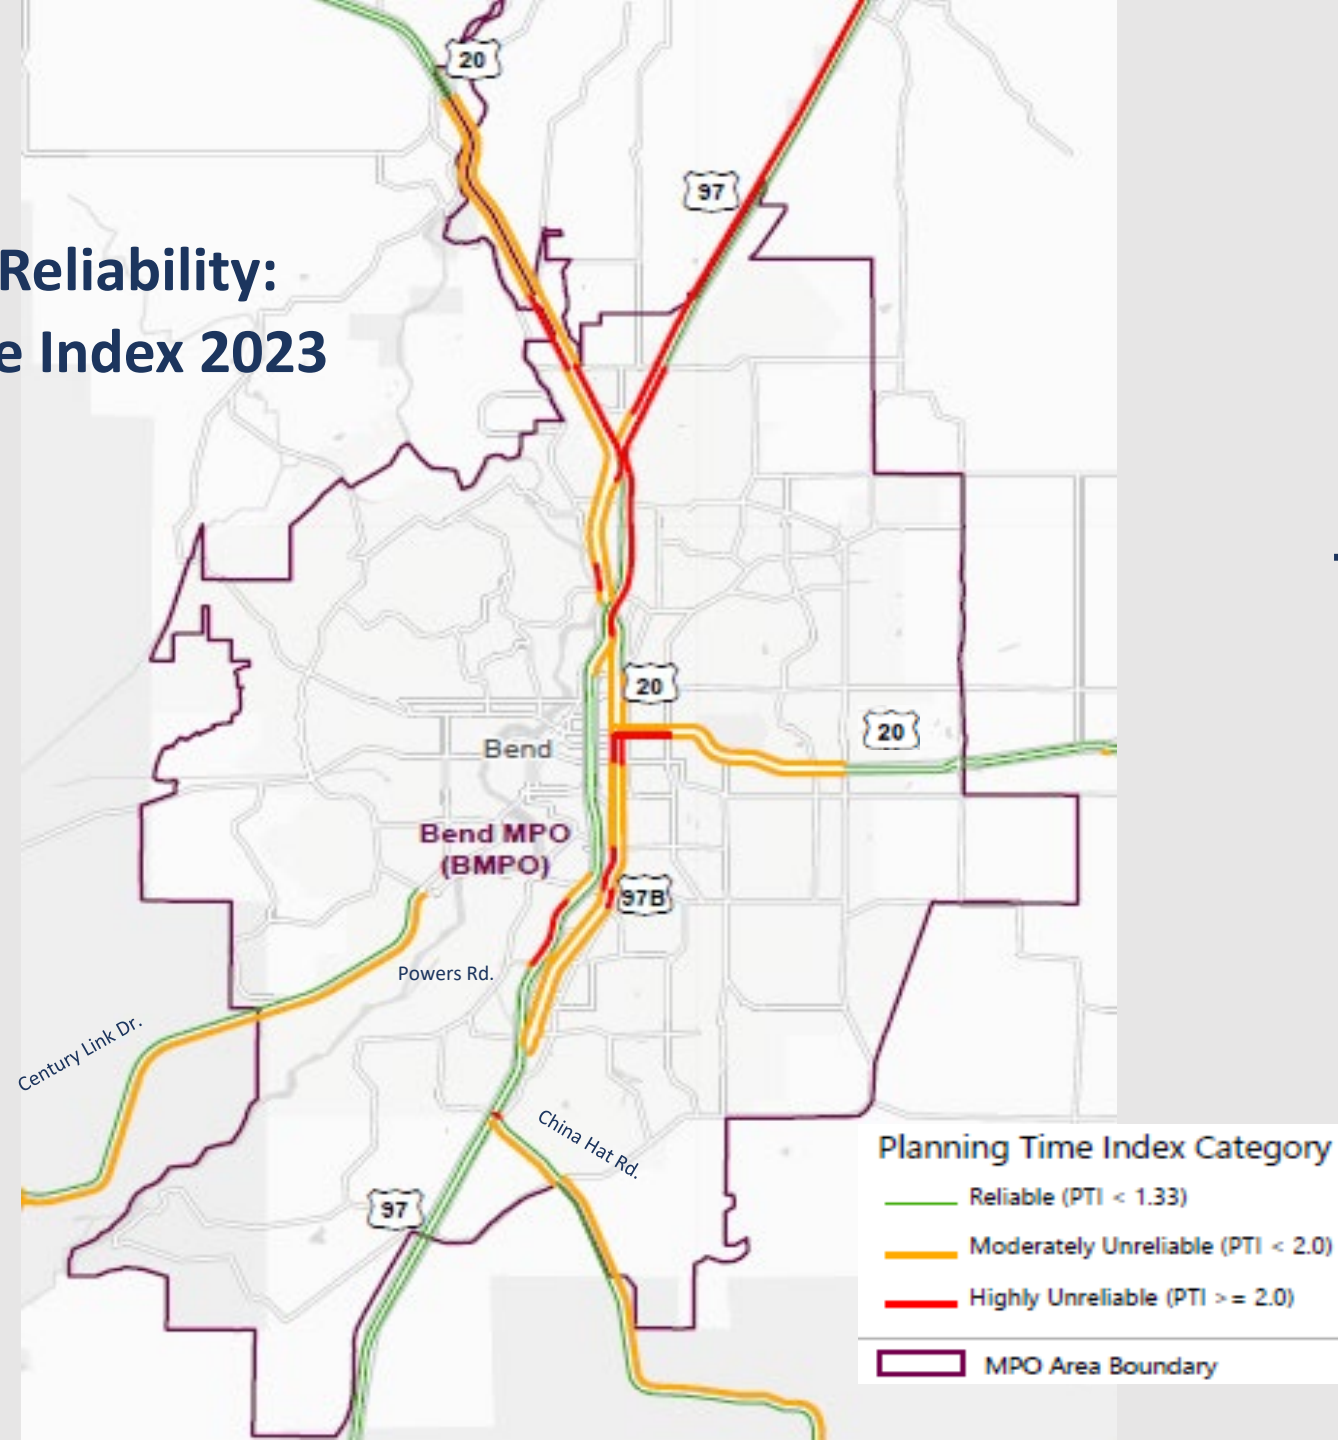 20
97
Reliability:
e Index 2023
20
20
Bend
Bend MPO
(BMPO)
97B
Powers Rd.
Century Link Dr.
China Hat Rd.
97
Planning Time Index Category
Reliable (PTI < 1.33)
Moderately Unreliable (PTI < 2.0)
Highly Unreliable (PTI >= 2.0)
MPO Area Boundary